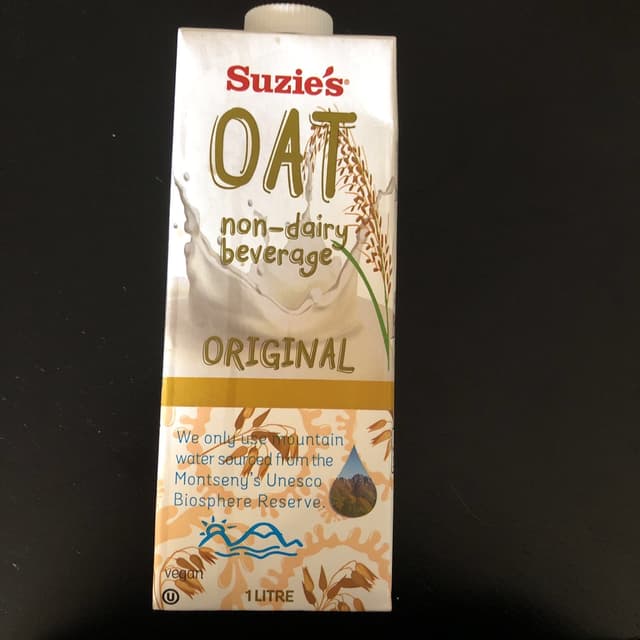 Suzie's®
OAT
non-dairy
beverage
ORIGINAL
We only use mountain
water sourced from the
Montseny's Unesco
Biosphere Reserve.
vegan
U
1 LITRE